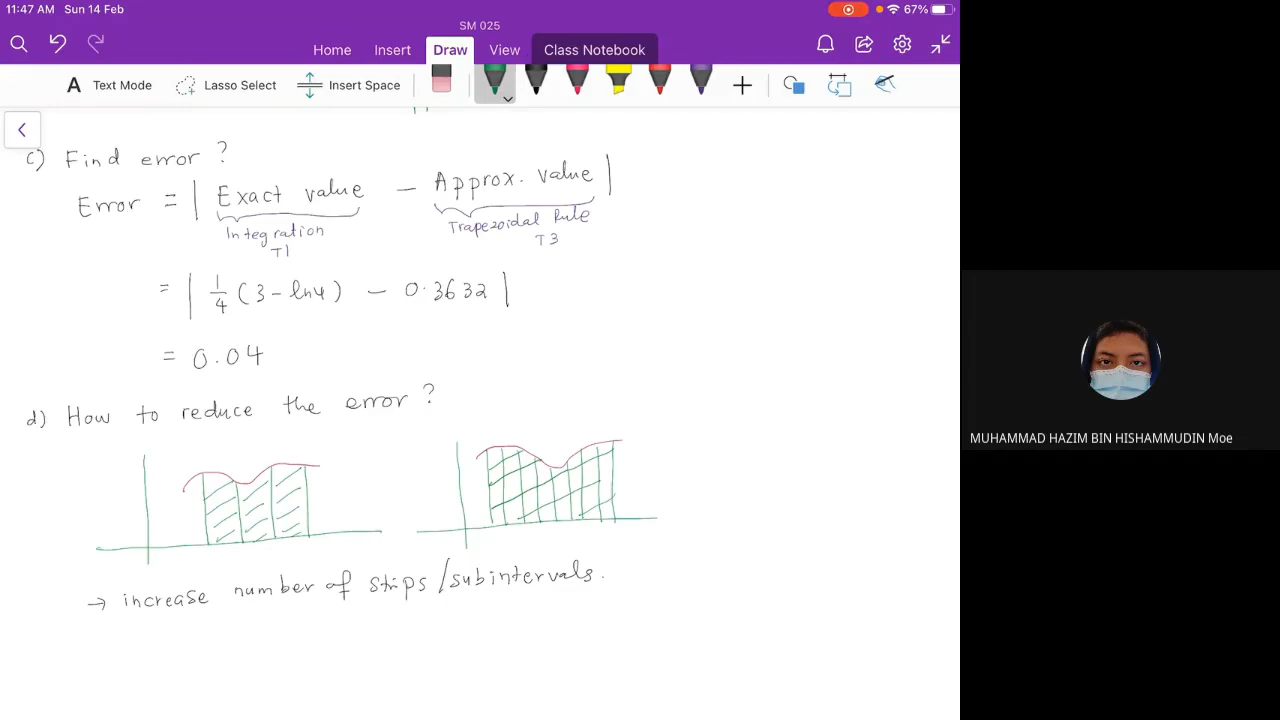 11:47 AM Sun 14 Feb
67%
SM 025
Home Insert Draw View Class Notebook
A Text Mode Lasso Select Insert Space
c) Find error ?
Error = | Exact value - Approx. value |
Integration Trapezoidal Rule
T1 T3
= | 1/4 (3 - ln4) - 0.3632 |
= 0.04
d) How to reduce the error ?
→ increase number of strips/subintervals.
MUHAMMAD HAZIM BIN HISHAMMUDIN Moe